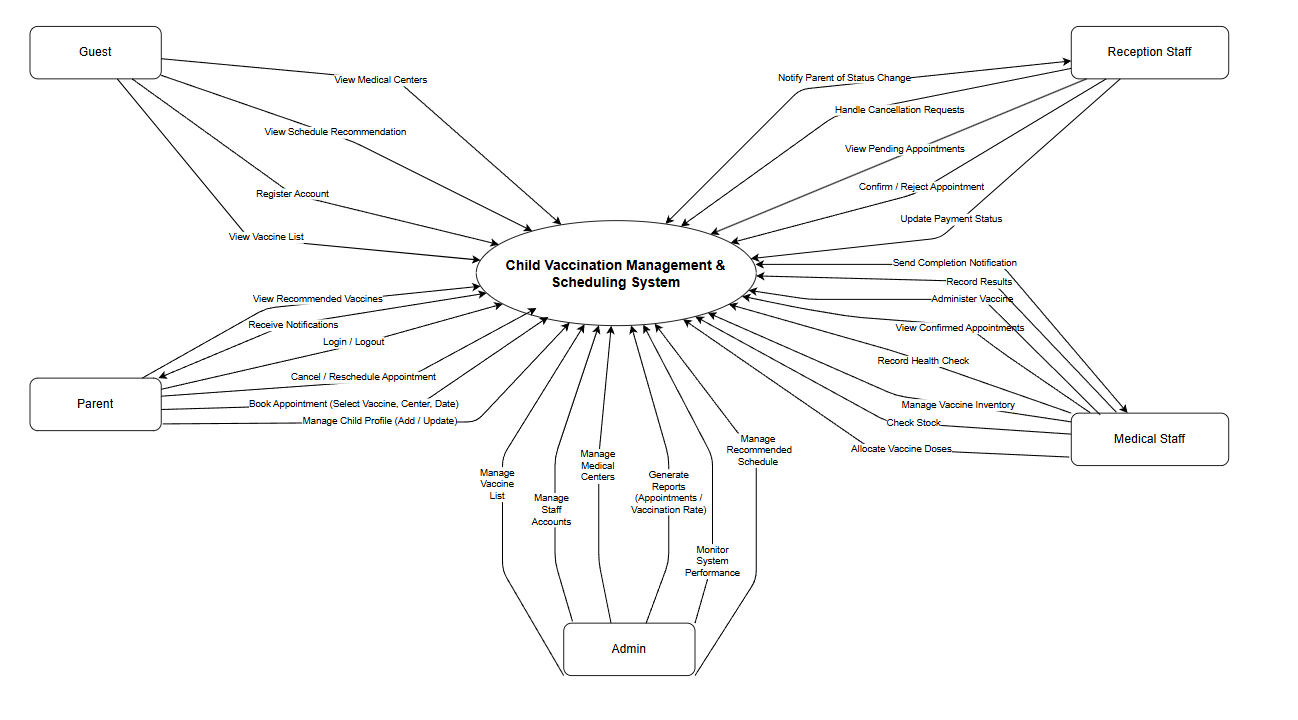 Guest
Reception Staff
View Medical Centers
Notify Parent of Status Change
Handle Cancellation Requests
View Schedule Recommendation
View Pending Appointments
Confirm / Reject Appointment
Register Account
Update Payment Status
View Vaccine List
Child Vaccination Management &
Scheduling System
Send Completion Notification
Record Results
Administer Vaccine
View Recommended Vaccines
Receive Notifications
View Confirmed Appointments
Login / Logout
Record Health Check
Cancel / Reschedule Appointment
Parent
Book Appointment (Select Vaccine, Center, Date)
Manage Child Profile (Add / Update)
Manage Vaccine Inventory
Check Stock
Allocate Vaccine Doses
Medical Staff
Manage
Vaccine
List
Manage
Staff
Accounts
Manage
Medical
Centers
Generate
Reports
(Appointments /
Vaccination Rate)
Monitor
System
Performance
Manage
Recommended
Schedule
Admin